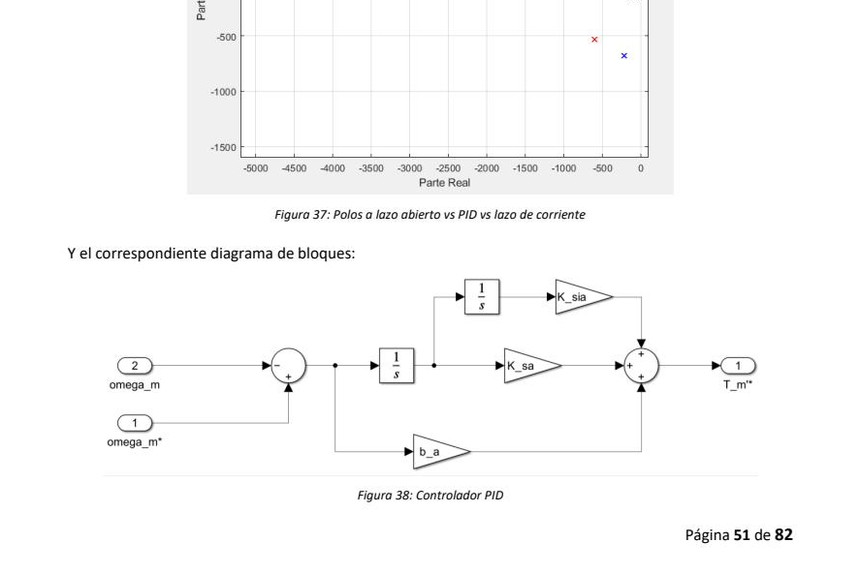 Part
-500
-1000
-1500
-5000 -4500 -4000 -3500 -3000 -2500 -2000 -1500 -1000 -500 0
Parte Real
Figura 37: Polos a lazo abierto vs PID vs lazo de corriente
Y el correspondiente diagrama de bloques:
1
s
K_sia
2
omega_m
-
+
1
s
K_sa
+
+
+
1
T_m'*
1
omega_m*
b_a
Figura 38: Controlador PID
Página 51 de 82